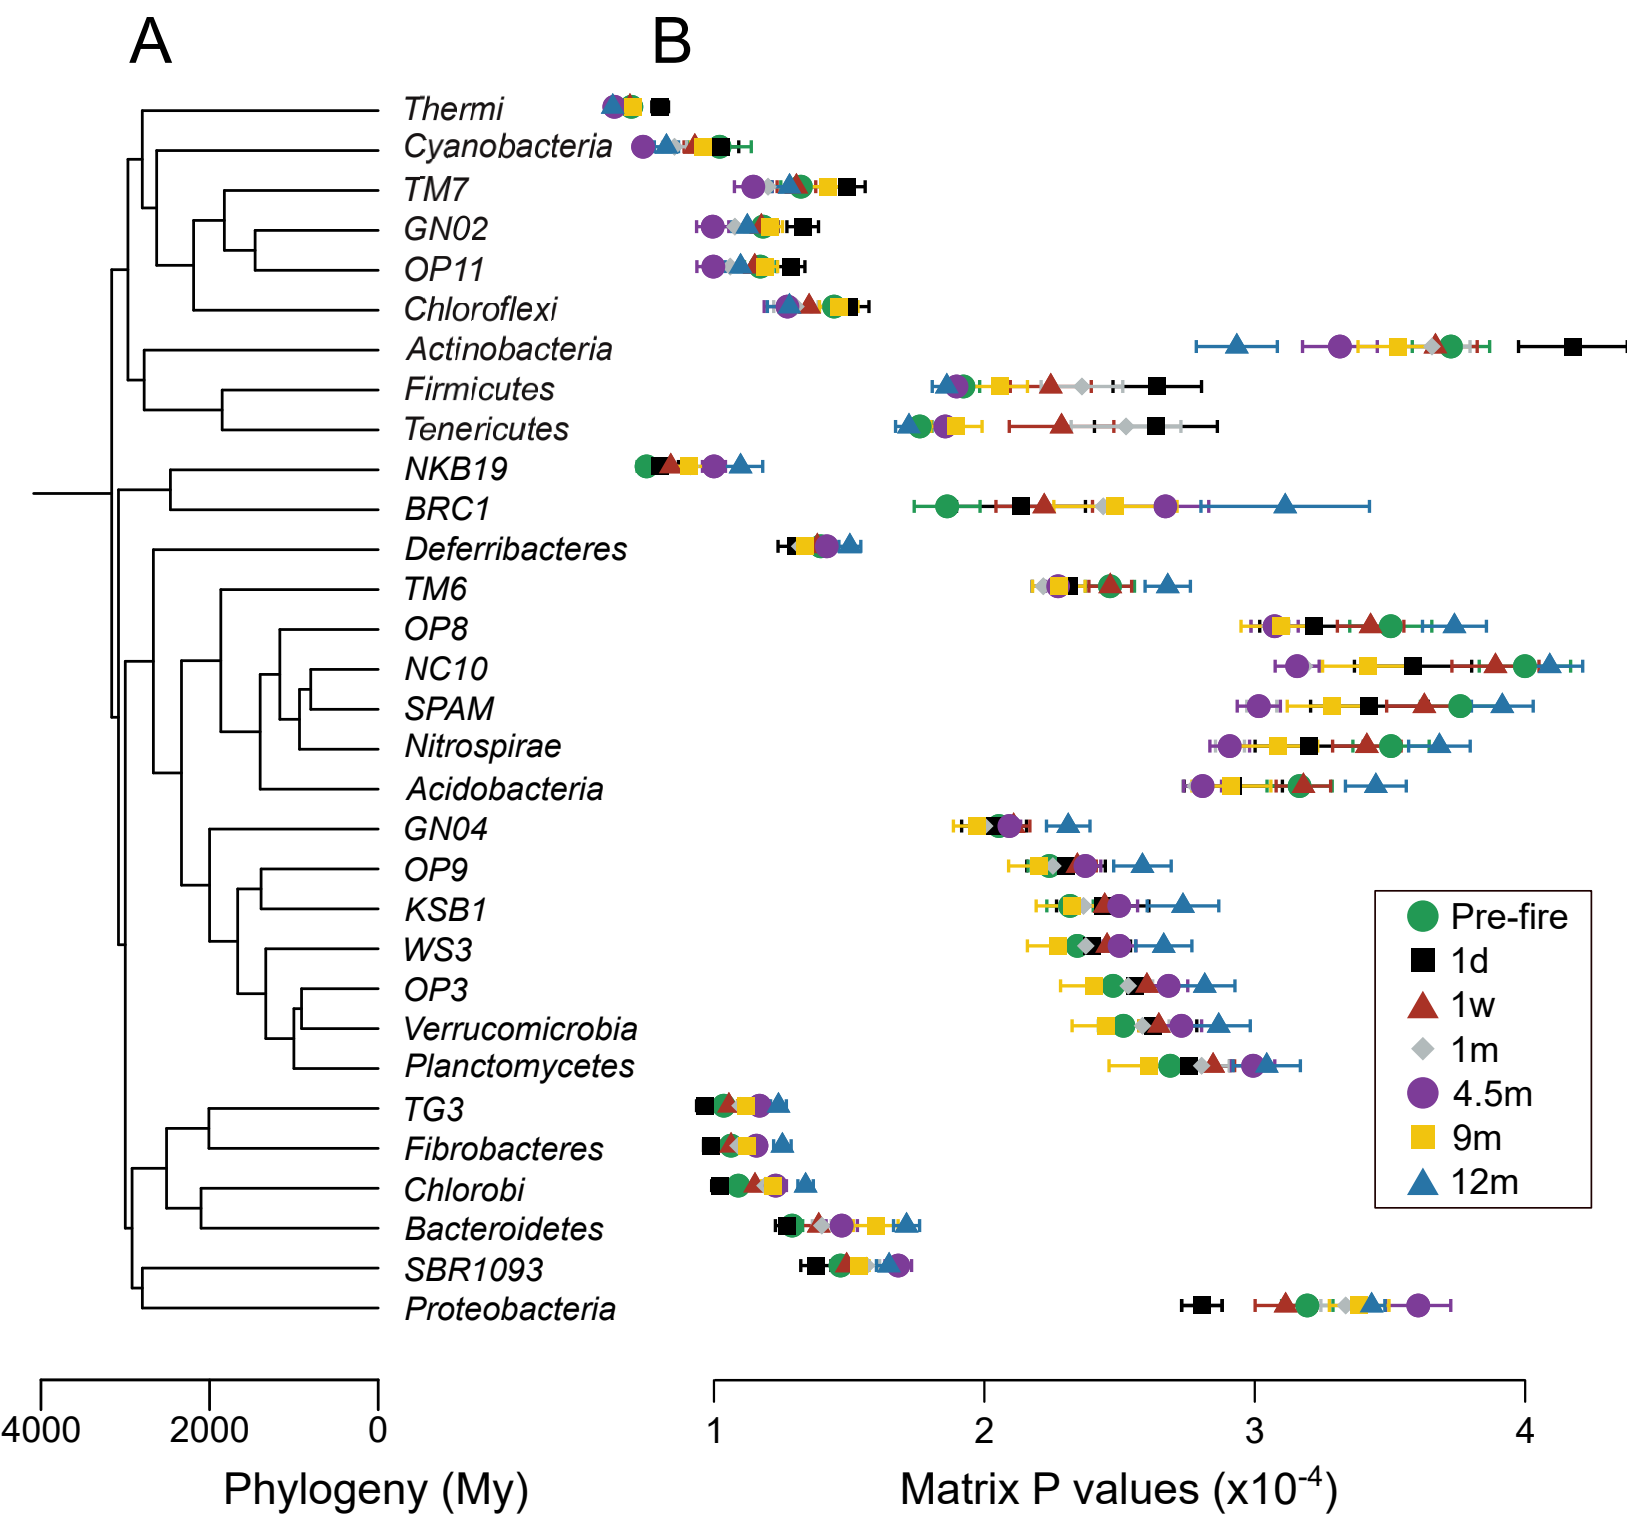 A B
Thermi
Cyanobacteria
TM7
GN02
OP11
Chloroflexi
Actinobacteria
Firmicutes
Tenericutes
NKB19
BRC1
Deferribacteres
TM6
OP8
NC10
SPAM
Nitrospirae
Acidobacteria
GN04
OP9
KSB1
WS3
OP3
Verrucomicrobia
Planctomycetes
TG3
Fibrobacteres
Chlorobi
Bacteroidetes
SBR1093
Proteobacteria
Pre-fire
1d
1w
1m
4.5m
9m
12m
4000 2000 0
1 2 3 4
Phylogeny (My)
Matrix P values (x10⁻⁴)